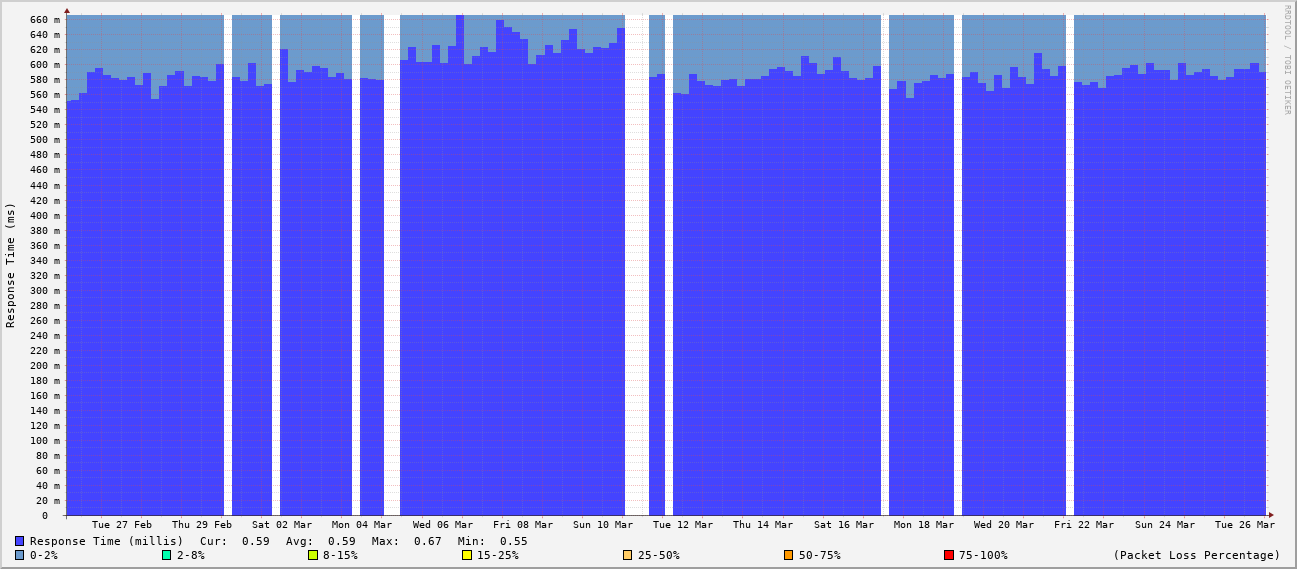 RRDTOOL / TOBI OETIKER
Response Time (ms)
660 m
640 m
620 m
600 m
580 m
560 m
540 m
520 m
500 m
480 m
460 m
440 m
420 m
400 m
380 m
360 m
340 m
320 m
300 m
280 m
260 m
240 m
220 m
200 m
180 m
160 m
140 m
120 m
100 m
80 m
60 m
40 m
20 m
0
Tue 27 Feb Thu 29 Feb Sat 02 Mar Mon 04 Mar Wed 06 Mar Fri 08 Mar Sun 10 Mar Tue 12 Mar Thu 14 Mar Sat 16 Mar Mon 18 Mar Wed 20 Mar Fri 22 Mar Sun 24 Mar Tue 26 Mar
Response Time (millis) Cur: 0.59 Avg: 0.59 Max: 0.67 Min: 0.55
0-2% 2-8% 8-15% 15-25% 25-50% 50-75% 75-100% (Packet Loss Percentage)